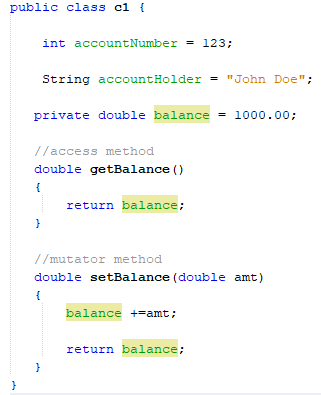 public class c1 {
int accountNumber = 123;
String accountHolder = "John Doe";
private double balance = 1000.00;
//access method
double getBalance()
{
return balance;
}
//mutator method
double setBalance(double amt)
{
balance +=amt;
return balance;
}
}